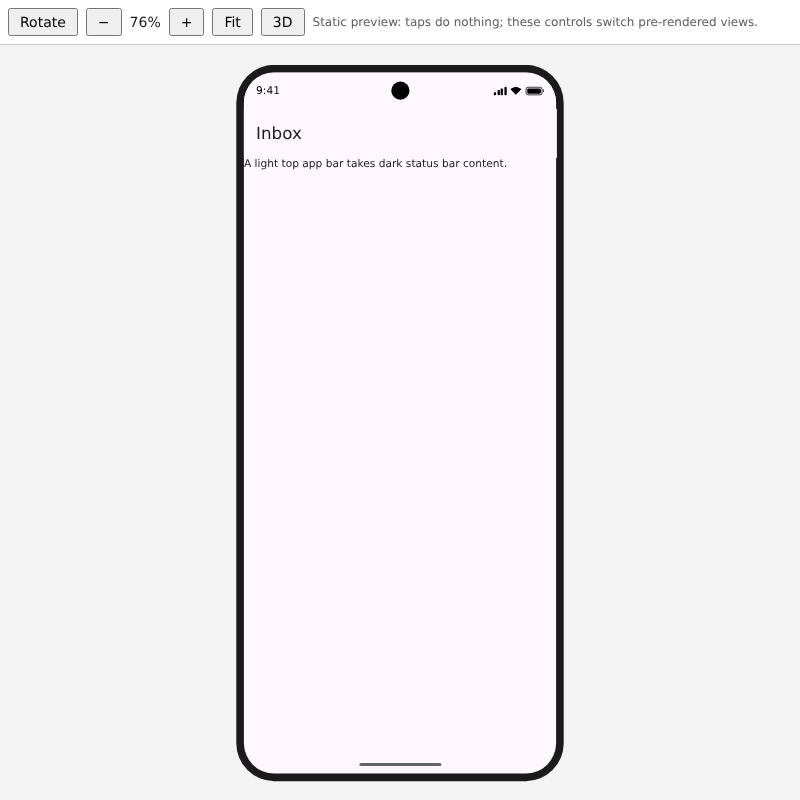 Rotate − 76% + Fit 3D Static preview: taps do nothing; these controls switch pre-rendered views.
9:41
Inbox
A light top app bar takes dark status bar content.